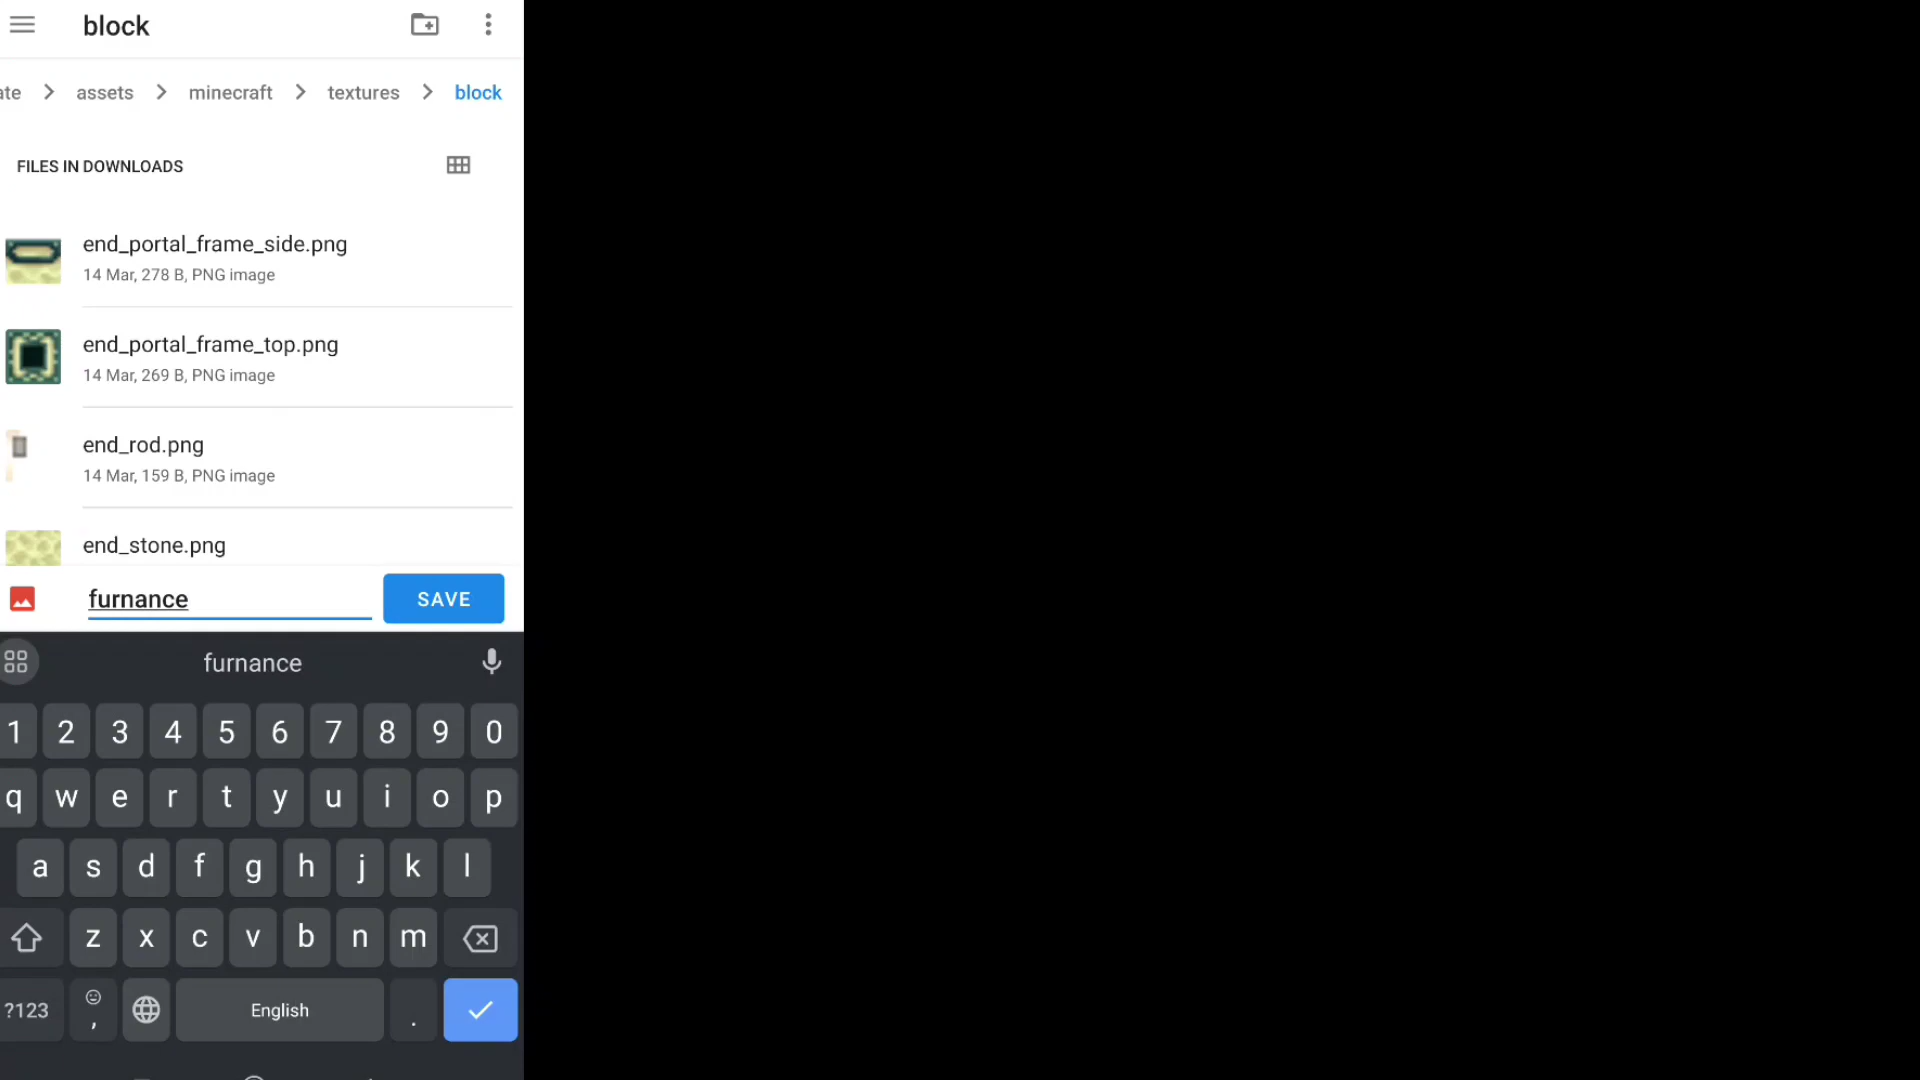 block
ate > assets > minecraft > textures > block
FILES IN DOWNLOADS
end_portal_frame_side.png
14 Mar, 278 B, PNG image
end_portal_frame_top.png
14 Mar, 269 B, PNG image
end_rod.png
14 Mar, 159 B, PNG image
end_stone.png
furnance SAVE
furnance
1 2 3 4 5 6 7 8 9 0
q w e r t y u i o p
a s d f g h j k l
z x c v b n m
?123 , English .